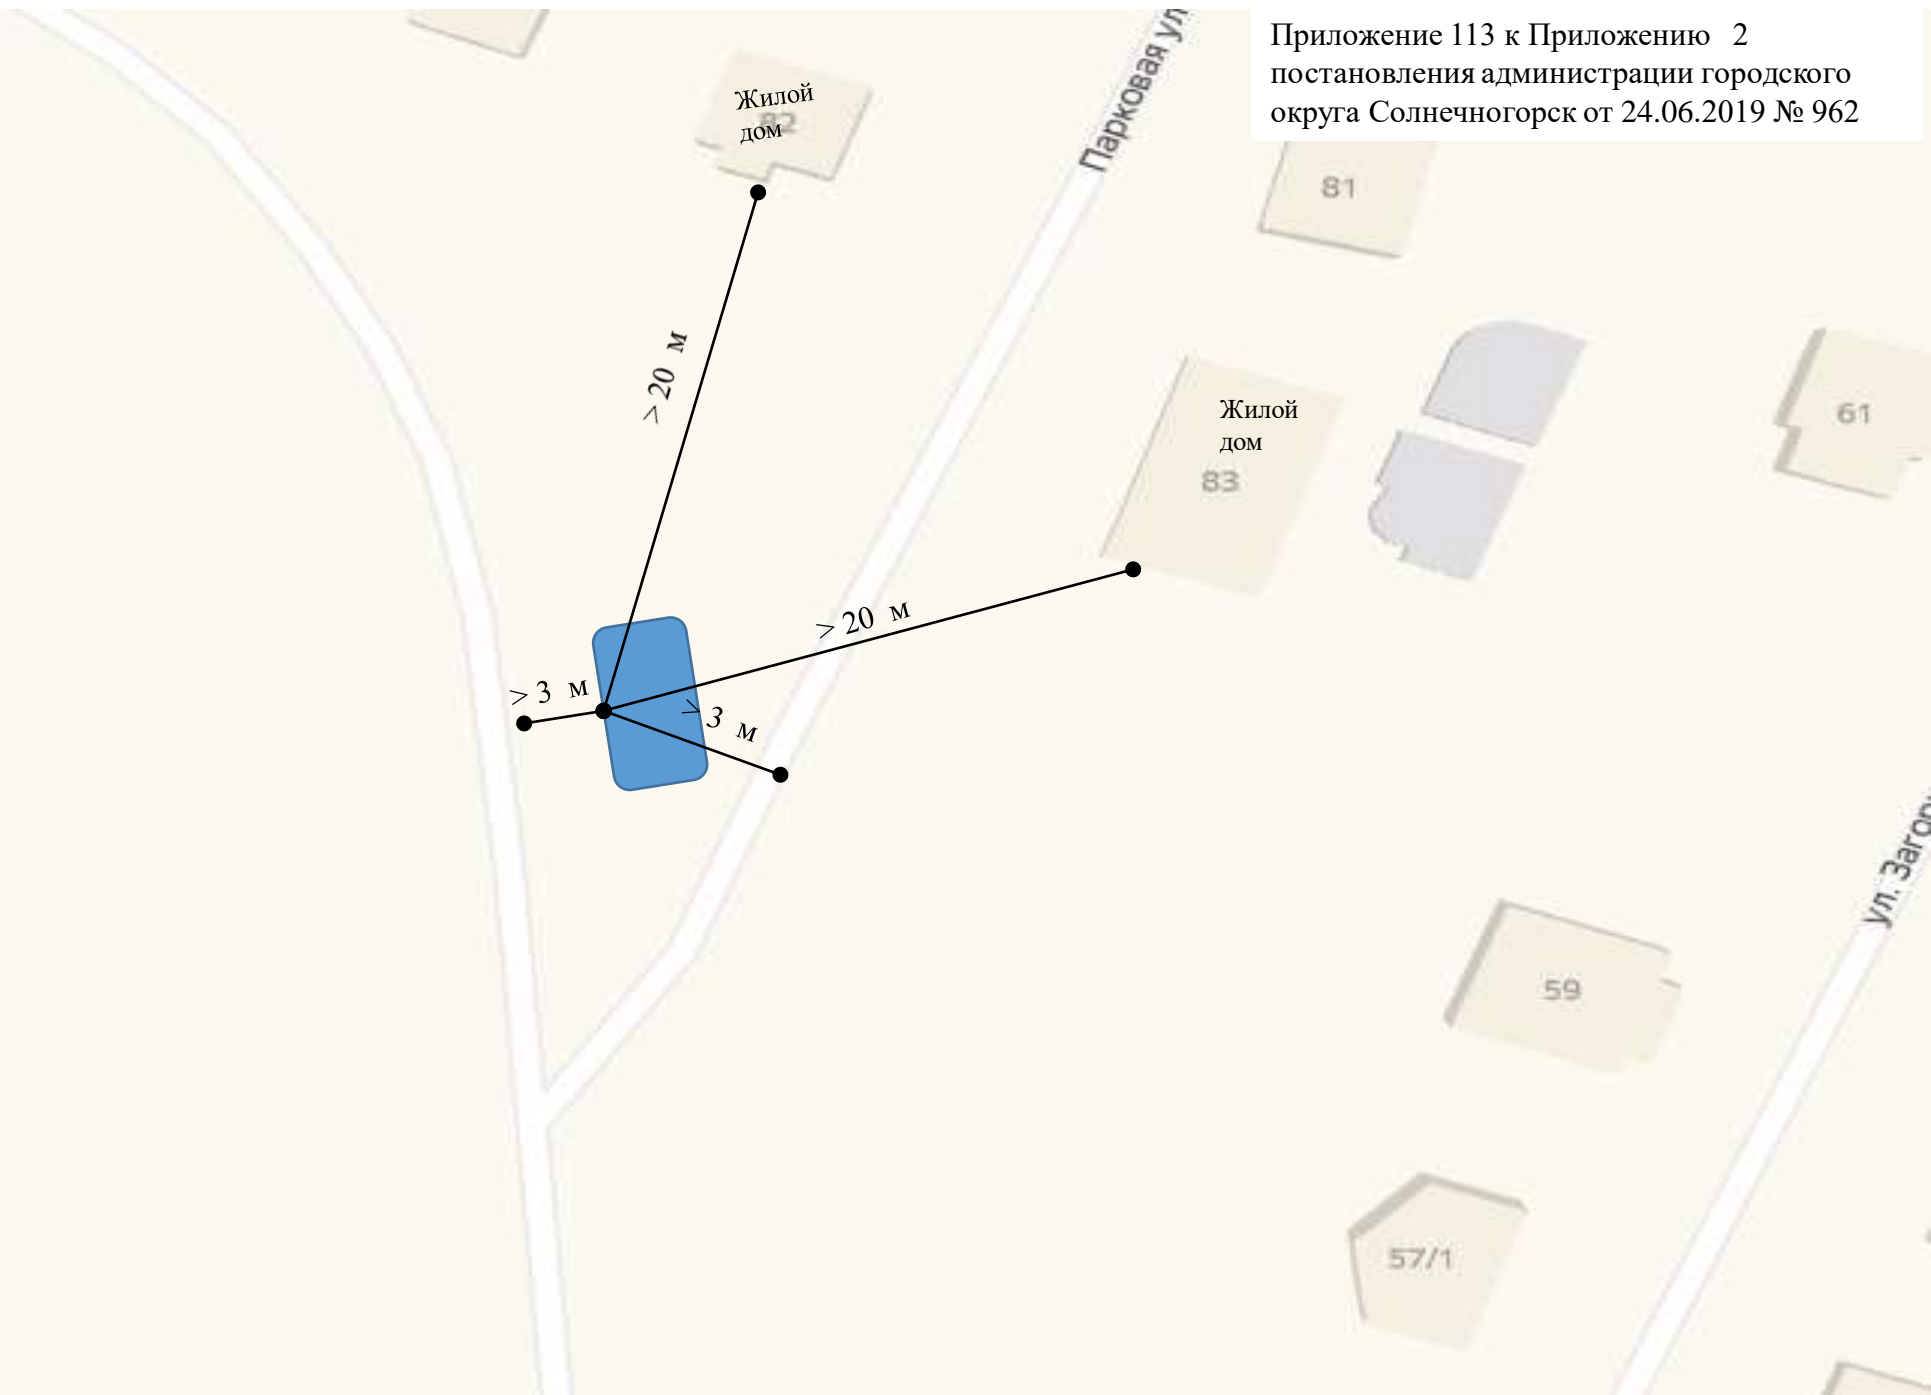 Приложение 113 к Приложению 2
постановления администрации городского
округа Солнечногорск от 24.06.2019 № 962
Парковая ул
Жилой
дом
82
81
> 20 м
Жилой
дом
83
61
> 20 м
> 3 м
> 3 м
ул.
59
57/1